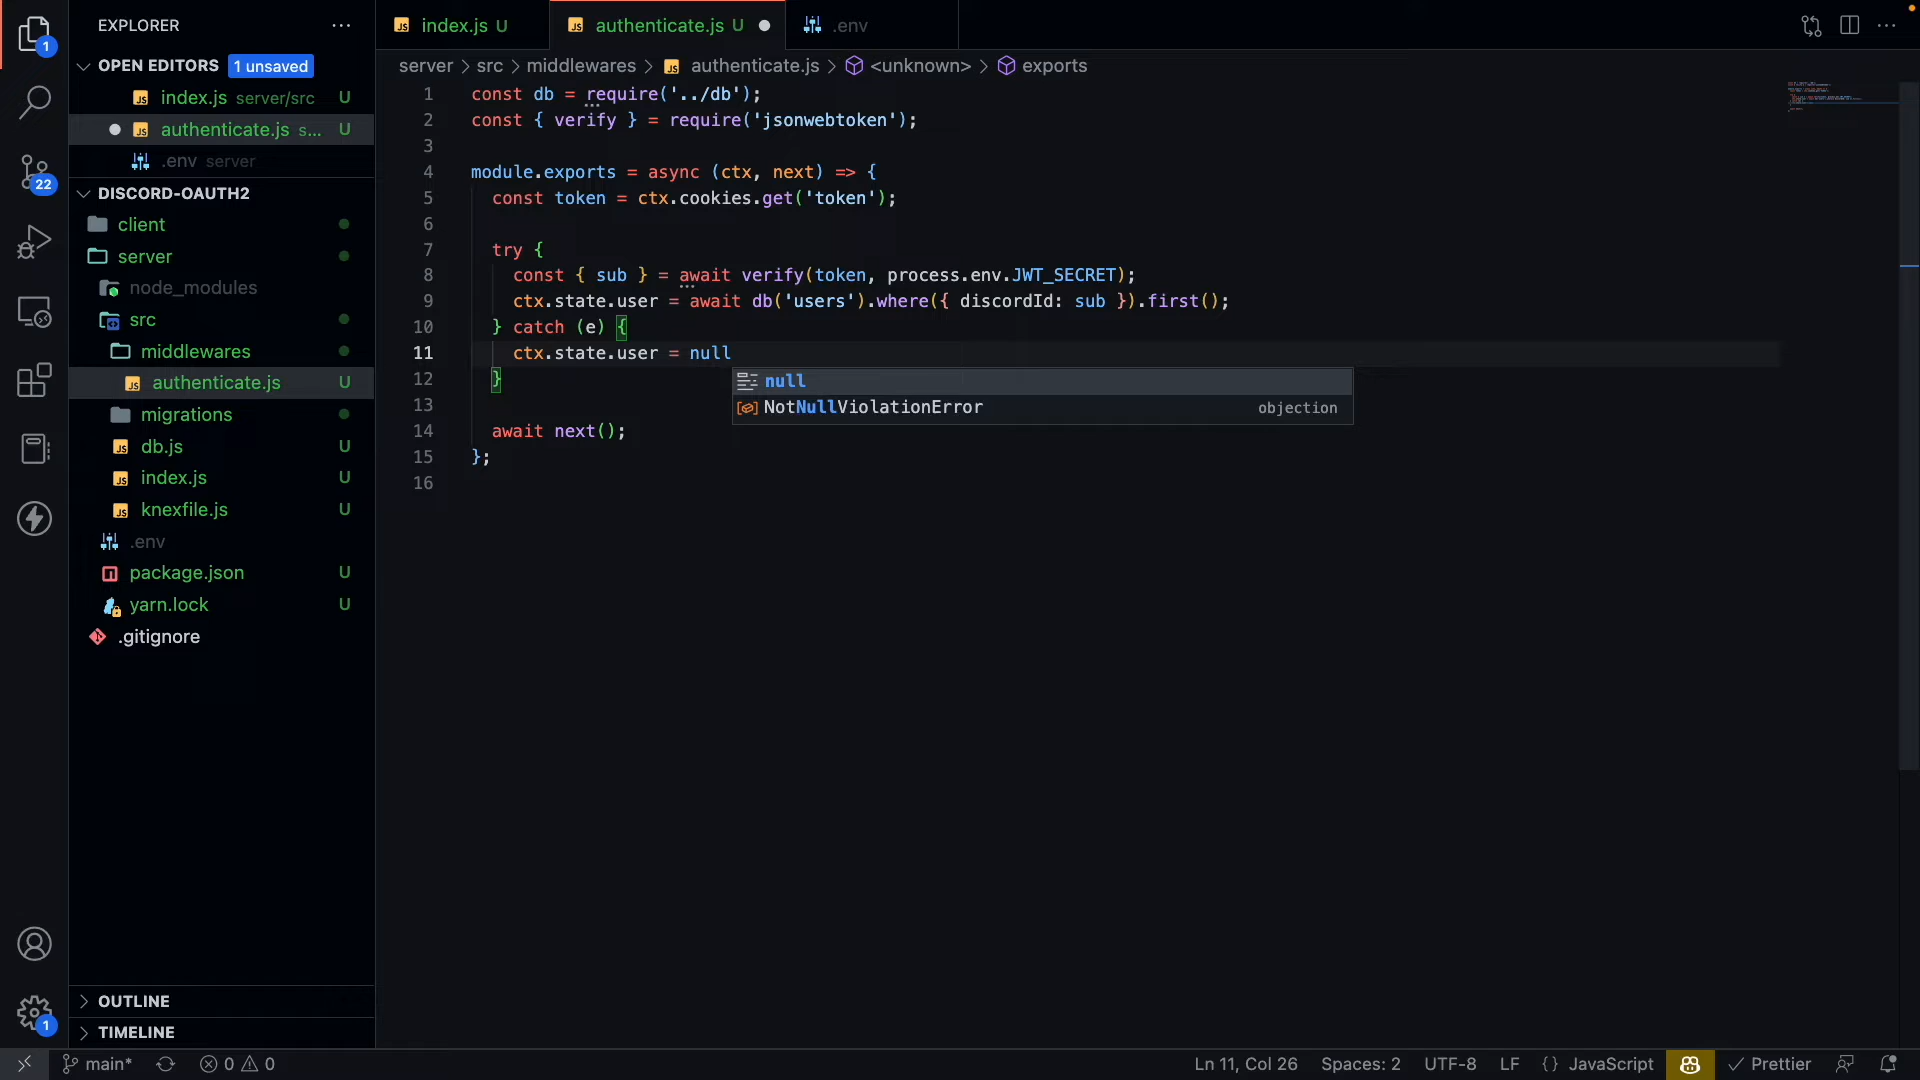 EXPLORER
1
OPEN EDITORS 1 unsaved
index.js server/src U
authenticate.js s... U
.env server
22
DISCORD-OAUTH2
client
server
node_modules
src
middlewares
authenticate.js U
migrations
db.js U
index.js U
knexfile.js U
.env
package.json U
yarn.lock U
.gitignore
OUTLINE
1
TIMELINE
index.js U
authenticate.js U
.env
server > src > middlewares > authenticate.js > <unknown> > exports
1 const db = require('../db');
2 const { verify } = require('jsonwebtoken');
3
4 module.exports = async (ctx, next) => {
5 const token = ctx.cookies.get('token');
6
7 try {
8 const { sub } = await verify(token, process.env.JWT_SECRET);
9 ctx.state.user = await db('users').where({ discordId: sub }).first();
10 } catch (e) {
11 ctx.state.user = null
12 }
13
14 await next();
15 };
16
null
NotNullViolationError objection
main* 0 0
Ln 11, Col 26 Spaces: 2 UTF-8 LF {} JavaScript Prettier